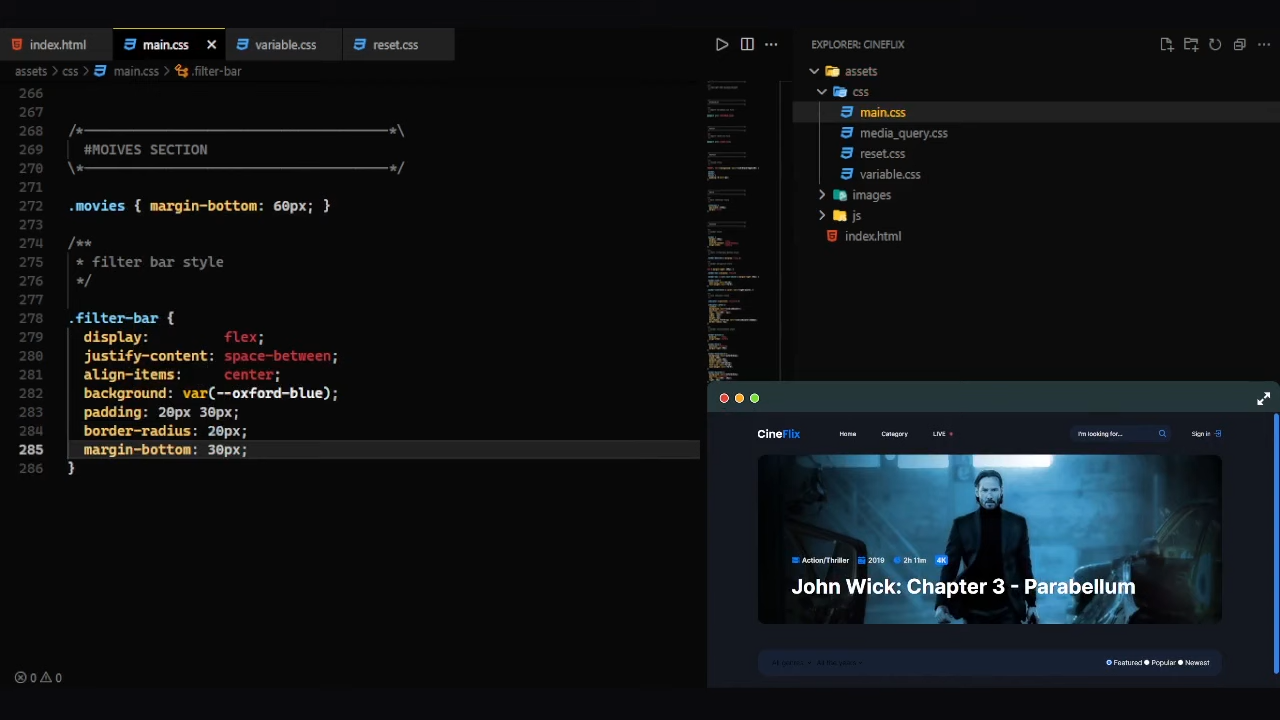 index.html
main.css
variable.css
reset.css
EXPLORER: CINEFLIX
assets > css > main.css > .filter-bar
266
267
268 /*—*\
269 #MOIVES SECTION
270 \*—*/
271
272 .movies { margin-bottom: 60px; }
273
274 /**
275 * filter bar style
276 */
277
278 .filter-bar {
279 display: flex;
280 justify-content: space-between;
281 align-items: center;
282 background: var(--oxford-blue);
283 padding: 20px 30px;
284 border-radius: 20px;
285 margin-bottom: 30px;
286 }
0 0
assets
css
main.css
media_query.css
reset.css
variable.css
images
js
index.html
CineFlix
Home
Category
LIVE
I'm looking for...
Sign in
Action/Thriller
2019
2h 11m
4K
John Wick: Chapter 3 - Parabellum
Featured
Popular
Newest